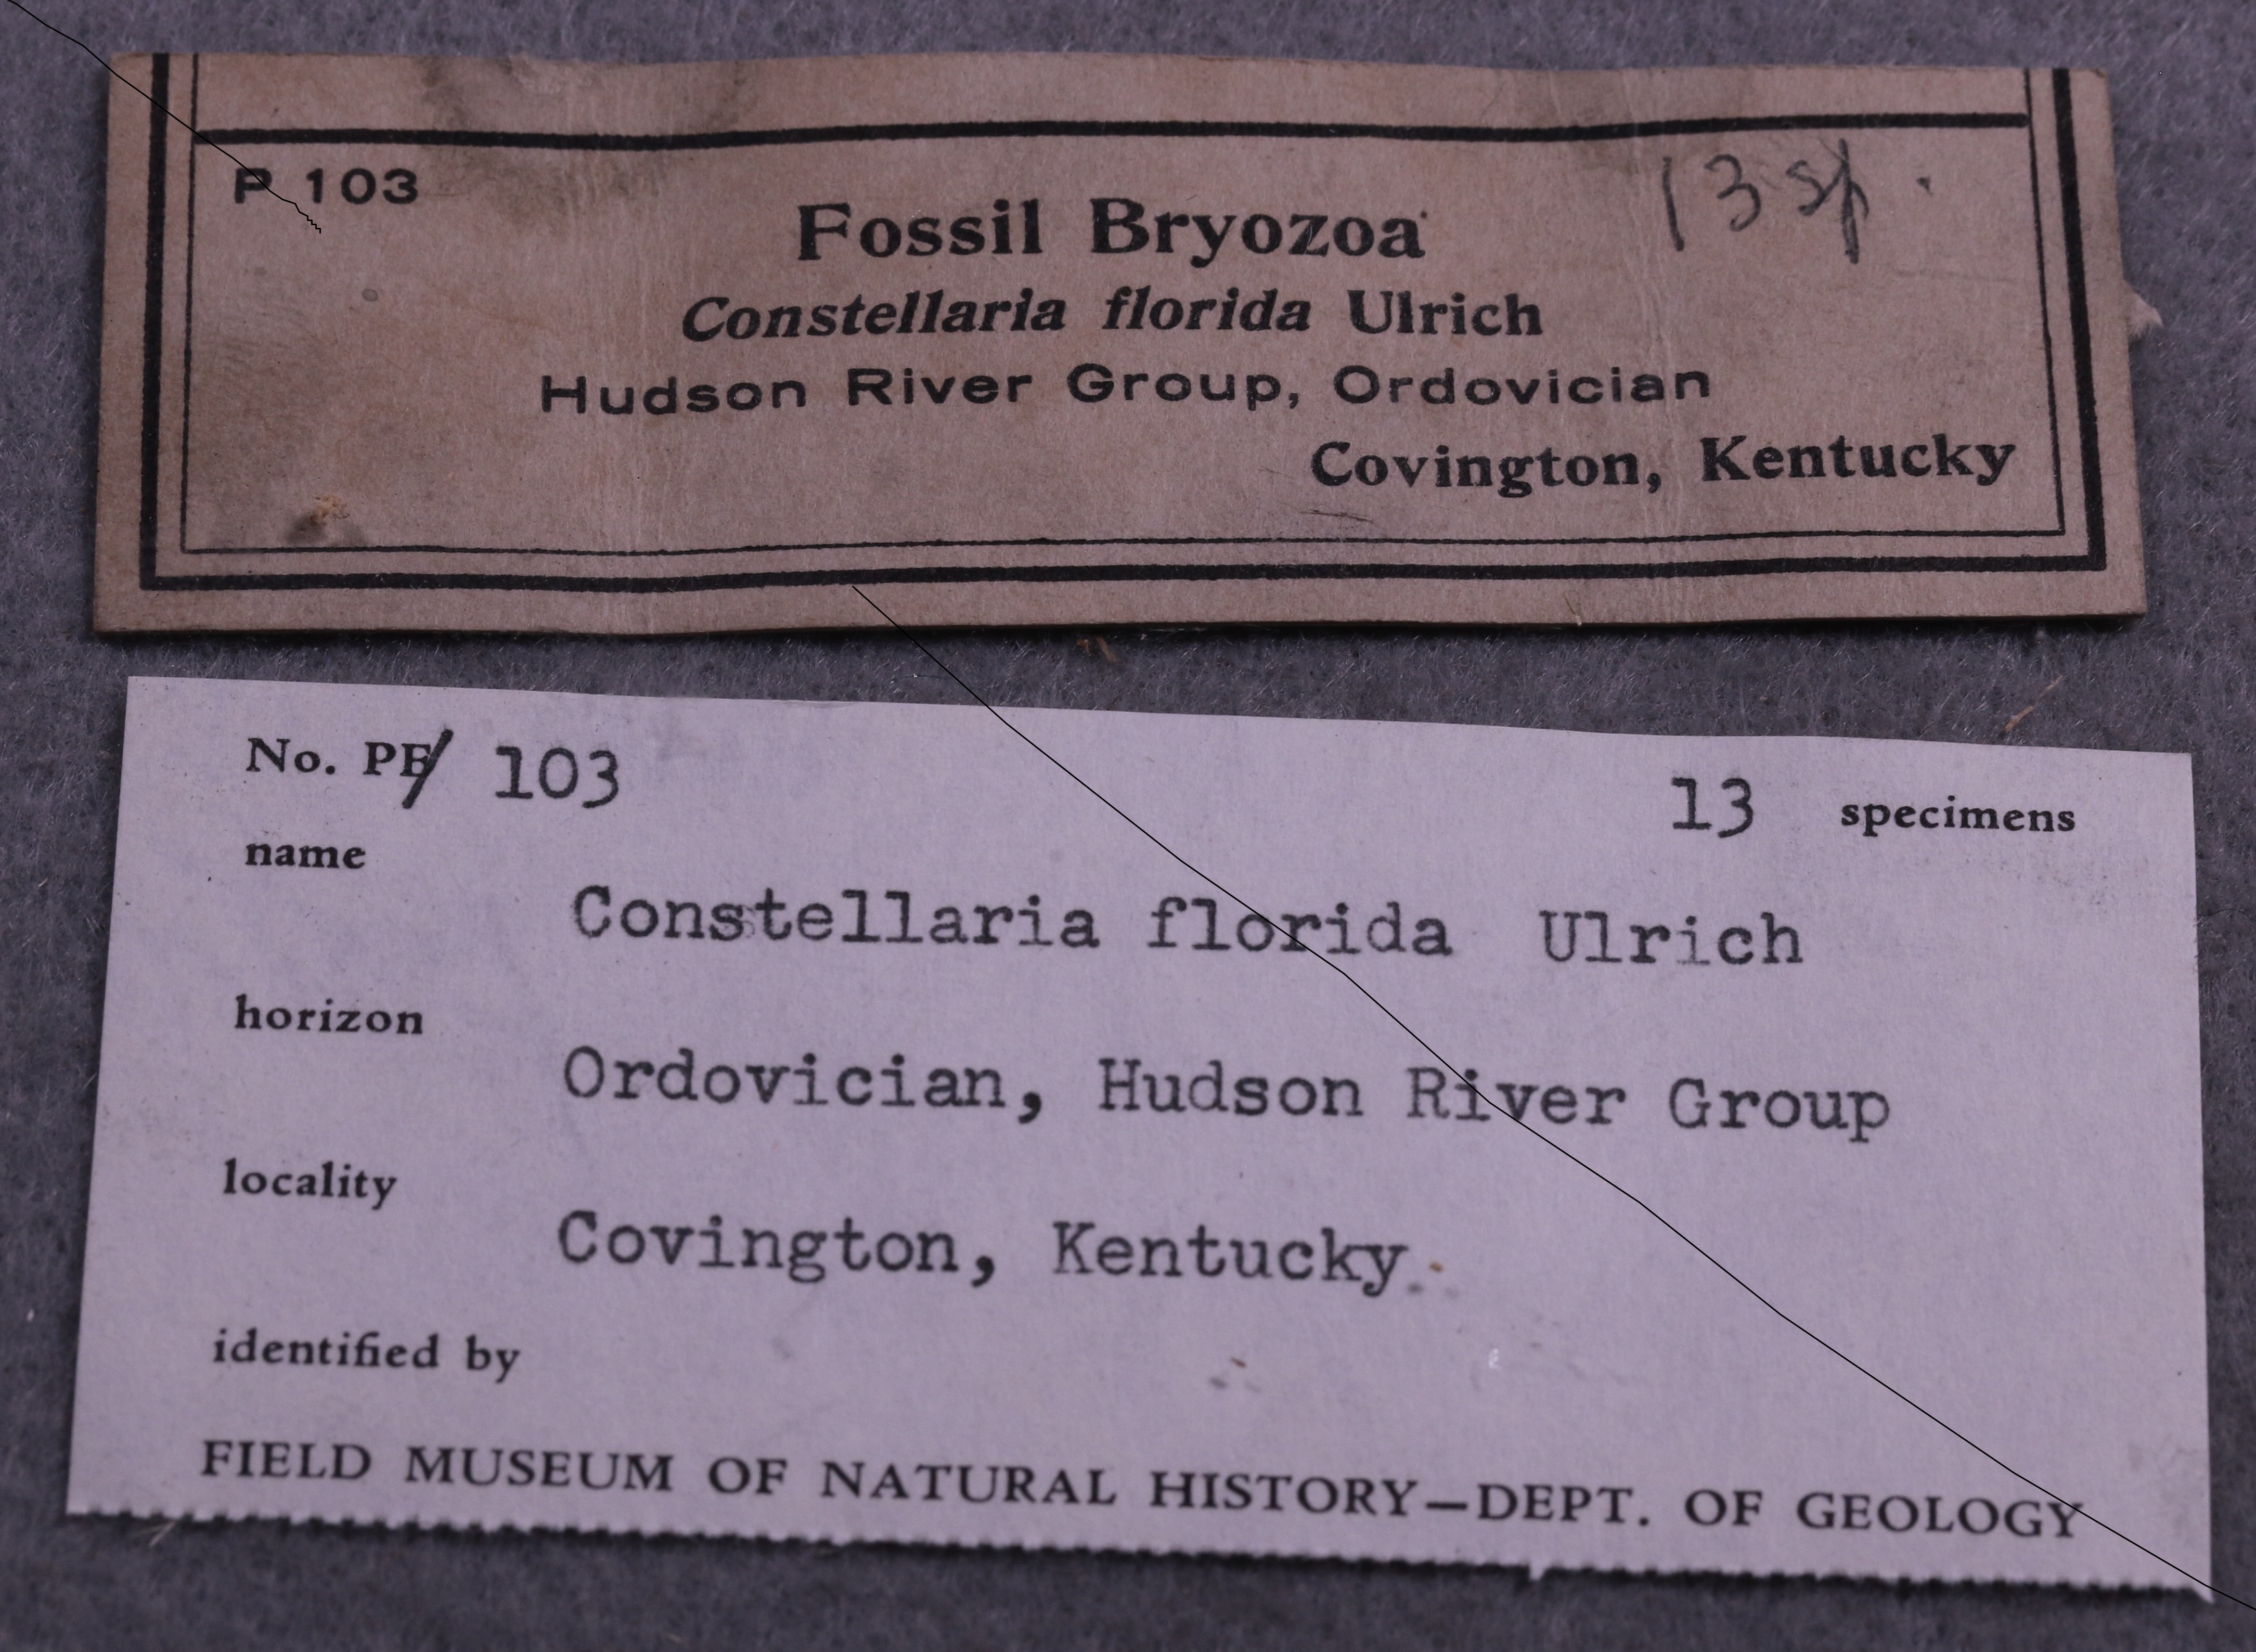 P 103
13 sp.
Fossil Bryozoa
Constellaria florida Ulrich
Hudson River Group, Ordovician
Covington, Kentucky
No. PE/ 103
13 specimens
name
Constellaria florida Ulrich
horizon
Ordovician, Hudson River Group
locality
Covington, Kentucky.
identified by
FIELD MUSEUM OF NATURAL HISTORY—DEPT. OF GEOLOGY